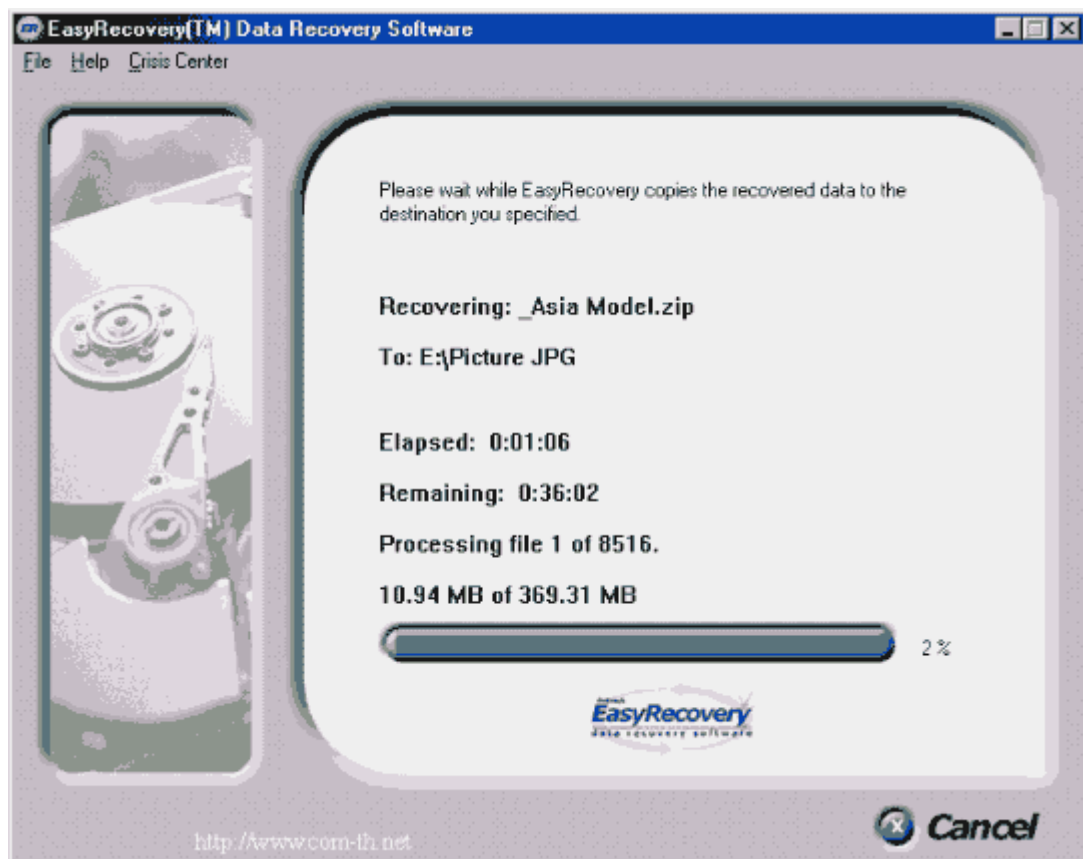 EasyRecovery(TM) Data Recovery Software
File Help Crisis Center
Please wait while EasyRecovery copies the recovered data to the
destination you specified.
Recovering: _Asia Model.zip
To: E:\Picture JPG
Elapsed: 0:01:06
Remaining: 0:36:02
Processing file 1 of 8516.
10.94 MB of 369.31 MB
2%
EasyRecovery
data recovery software
Cancel
http://www.com-th.net